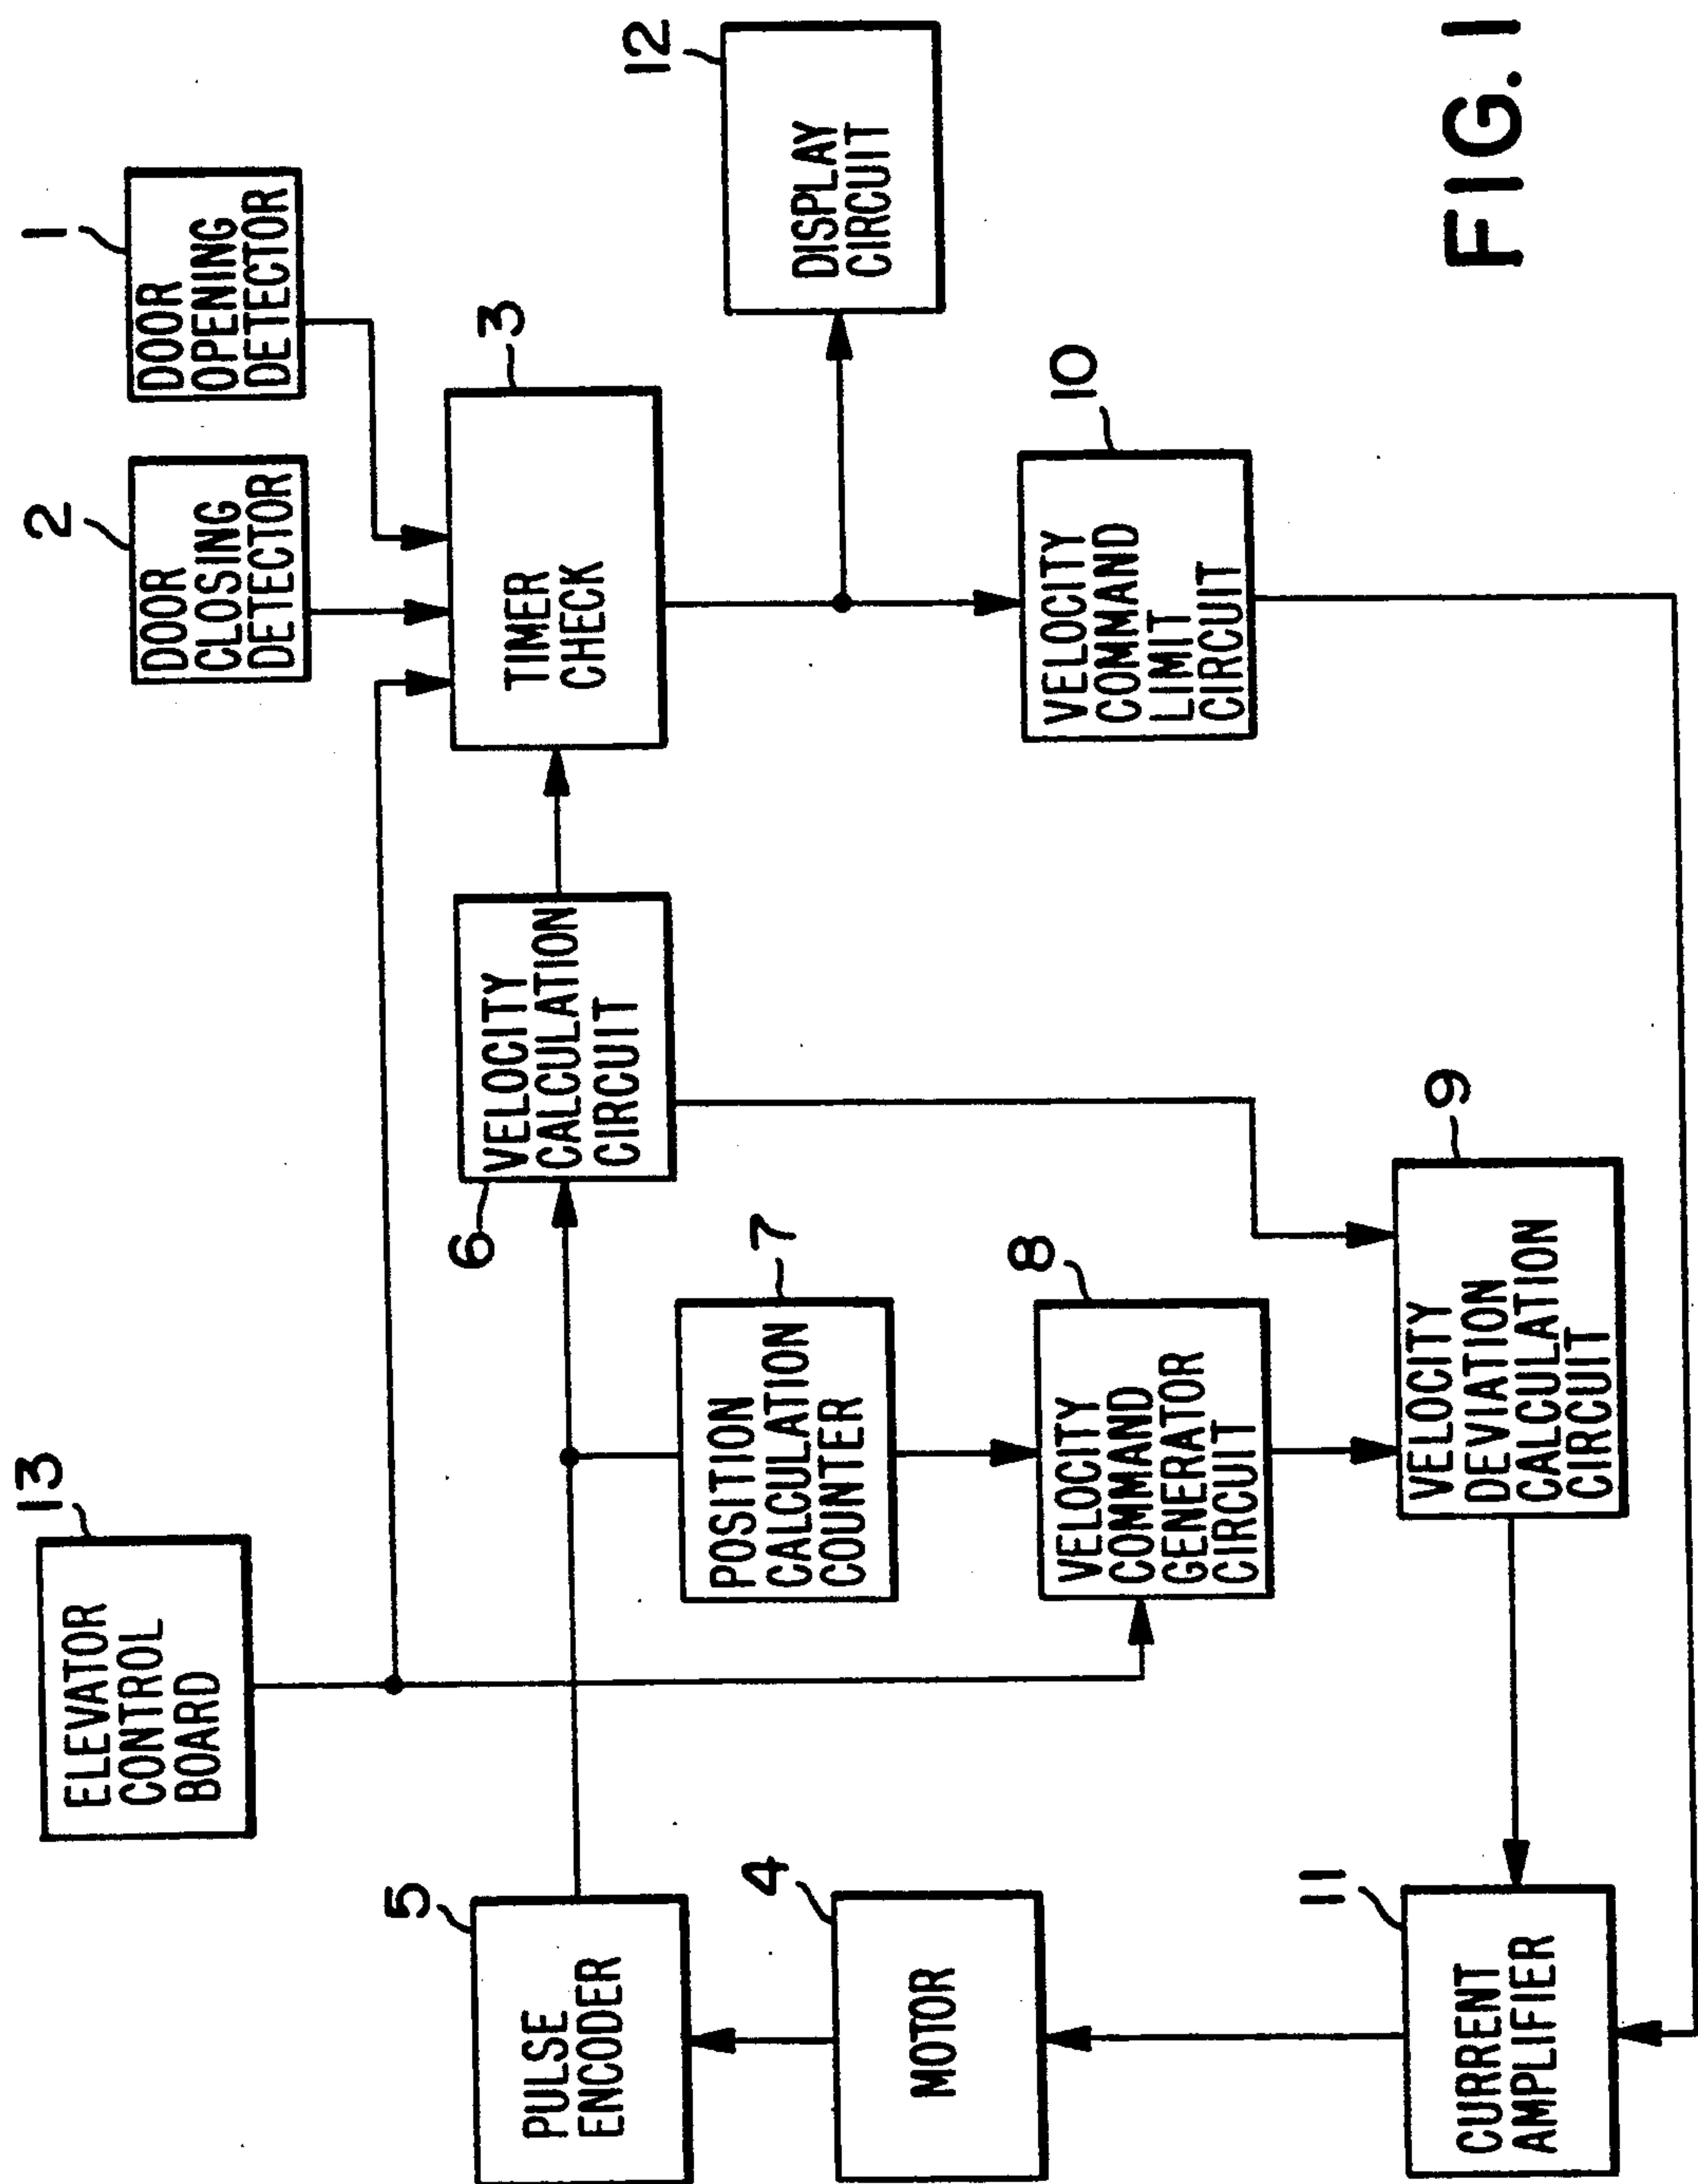 13
ELEVATOR
CONTROL
BOARD
2
DOOR
CLOSING
DETECTOR
1
DOOR
OPENING
DETECTOR
5
PULSE
ENCODER
6
VELOCITY
CALCULATION
CIRCUIT
3
TIMER
CHECK
12
DISPLAY
CIRCUIT
4
MOTOR
7
POSITION
CALCULATION
COUNTER
8
VELOCITY
COMMAND
GENERATOR
CIRCUIT
10
VELOCITY
COMMAND
LIMIT
CIRCUIT
11
CURRENT
AMPLIFIER
9
VELOCITY
DEVIATION
CALCULATION
CIRCUIT
FIG. 1